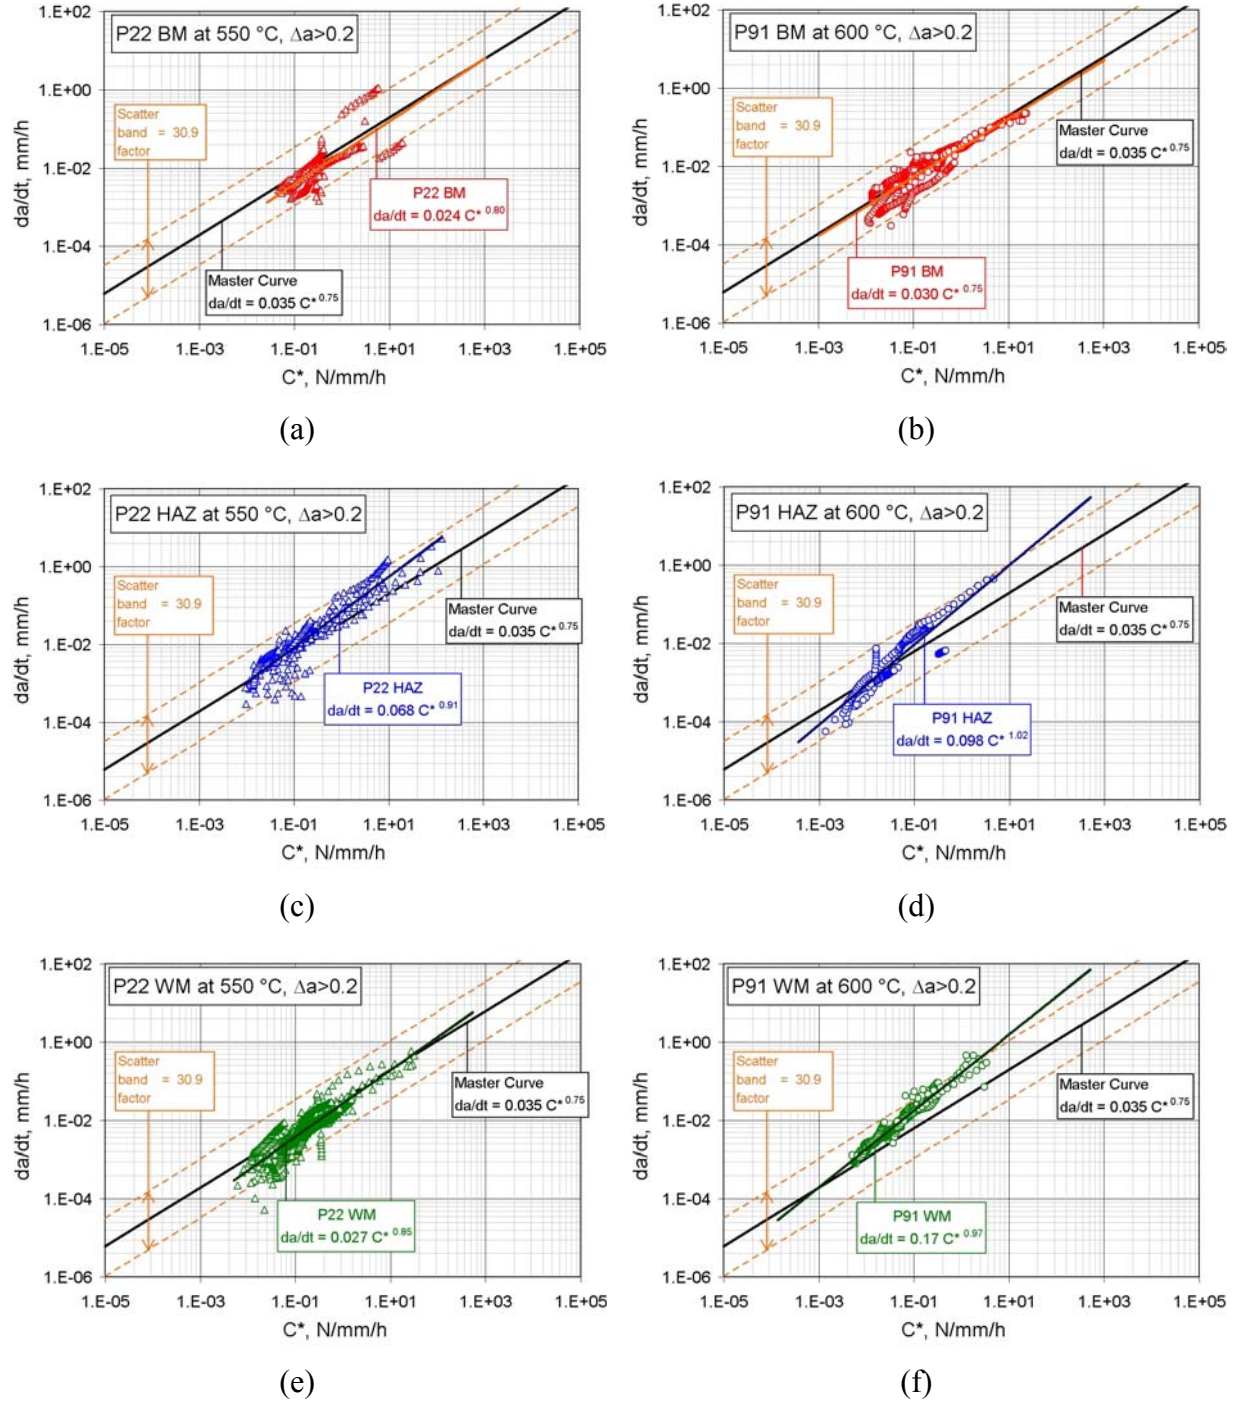 P22 BM at 550 °C, Δa>0.2
1.E+02
1.E+00
1.E-02
1.E-04
1.E-06
da/dt, mm/h
Scatter
band = 30.9
factor
P22 BM
da/dt = 0.024 C* 0.80
Master Curve
da/dt = 0.035 C* 0.75
1.E-05 1.E-03 1.E-01 1.E+01 1.E+03 1.E+05
C*, N/mm/h
(a)
P91 BM at 600 °C, Δa>0.2
1.E+02
1.E+00
1.E-02
1.E-04
1.E-06
da/dt, mm/h
Scatter
band = 30.9
factor
Master Curve
da/dt = 0.035 C* 0.75
P91 BM
da/dt = 0.030 C* 0.75
1.E-05 1.E-03 1.E-01 1.E+01 1.E+03 1.E+05
C*, N/mm/h
(b)
P22 HAZ at 550 °C, Δa>0.2
1.E+02
1.E+00
1.E-02
1.E-04
1.E-06
da/dt, mm/h
Scatter
band = 30.9
factor
Master Curve
da/dt = 0.035 C* 0.75
P22 HAZ
da/dt = 0.068 C* 0.91
1.E-05 1.E-03 1.E-01 1.E+01 1.E+03 1.E+05
C*, N/mm/h
(c)
P91 HAZ at 600 °C, Δa>0.2
1.E+02
1.E+00
1.E-02
1.E-04
1.E-06
da/dt, mm/h
Scatter
band = 30.9
factor
Master Curve
da/dt = 0.035 C* 0.75
P91 HAZ
da/dt = 0.098 C* 1.02
1.E-05 1.E-03 1.E-01 1.E+01 1.E+03 1.E+05
C*, N/mm/h
(d)
P22 WM at 550 °C, Δa>0.2
1.E+02
1.E+00
1.E-02
1.E-04
1.E-06
da/dt, mm/h
Scatter
band = 30.9
factor
Master Curve
da/dt = 0.035 C* 0.75
P22 WM
da/dt = 0.027 C* 0.85
1.E-05 1.E-03 1.E-01 1.E+01 1.E+03 1.E+05
C*, N/mm/h
(e)
P91 WM at 600 °C, Δa>0.2
1.E+02
1.E+00
1.E-02
1.E-04
1.E-06
da/dt, mm/h
Scatter
band = 30.9
factor
Master Curve
da/dt = 0.035 C* 0.75
P91 WM
da/dt = 0.17 C* 0.97
1.E-05 1.E-03 1.E-01 1.E+01 1.E+03 1.E+05
C*, N/mm/h
(f)